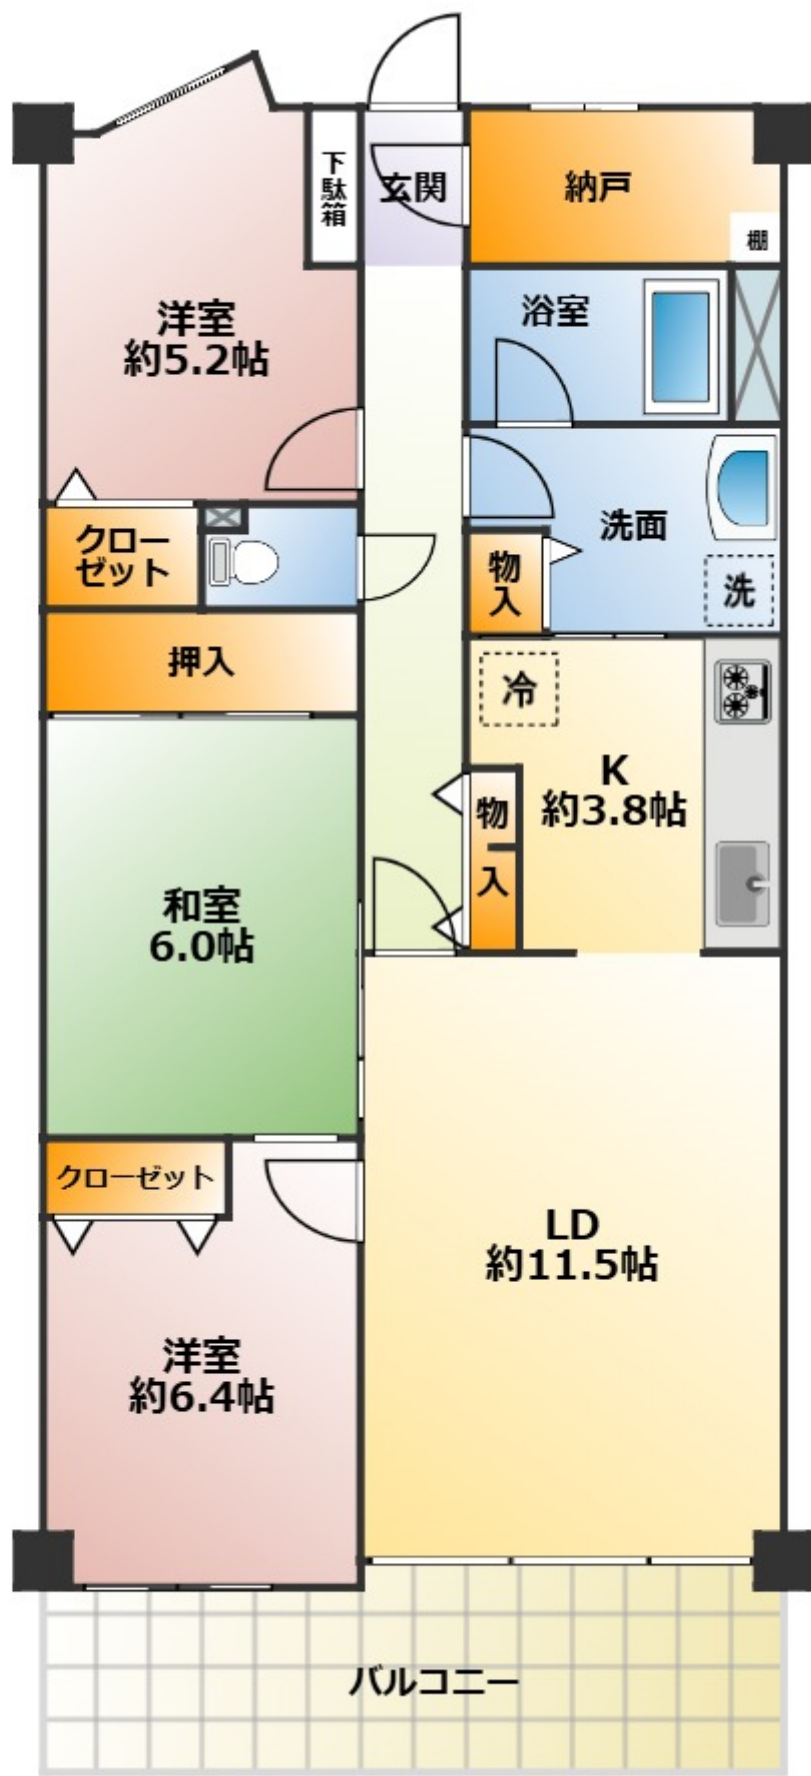 下駄箱
玄関
納戸
棚
洋室
約5.2帖
浴室
クロー
ゼット
洗面
物入
洗
押入
冷
K
約3.8帖
物入
和室
6.0帖
クローゼット
LD
約11.5帖
洋室
約6.4帖
バルコニー